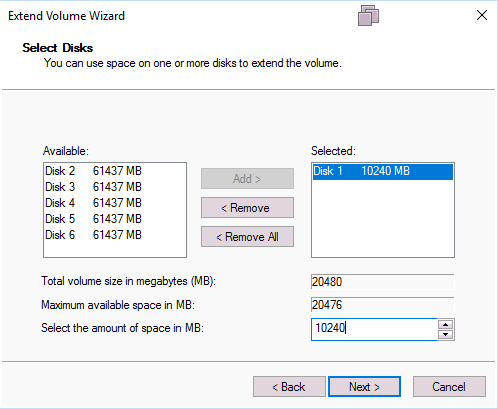 Extend Volume Wizard
Select Disks
You can use space on one or more disks to extend the volume.
Available:
Selected:
Disk 2 61437 MB
Disk 3 61437 MB
Disk 4 61437 MB
Disk 5 61437 MB
Disk 6 61437 MB
Add >
< Remove
< Remove All
Disk 1 10240 MB
Total volume size in megabytes (MB): 20480
Maximum available space in MB: 20476
Select the amount of space in MB: 10240
< Back Next > Cancel